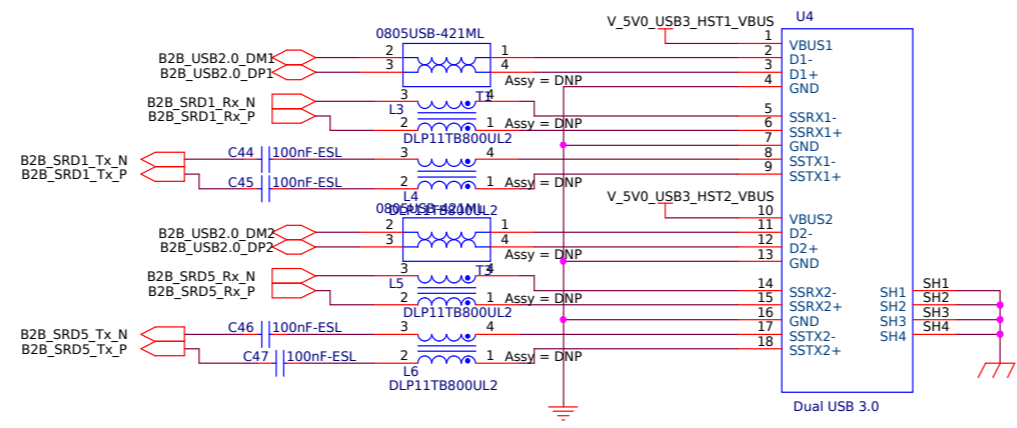 U4
V_5V0_USB3_HST1_VBUS
0805USB-421ML
1 VBUS1
B2B_USB2.0_DM1 2 1 2 D1-
B2B_USB2.0_DP1 3 4 3 D1+
Assy = DNP 4 GND
B2B_SRD1_Rx_N 3 T1 4
L3 5 SSRX1-
B2B_SRD1_Rx_P 2 1 Assy = DNP 6 SSRX1+
DLP11TB800UL2 7 GND
B2B_SRD1_Tx_N C44 100nF-ESL 3 4 8 SSTX1-
B2B_SRD1_Tx_P 9 SSTX1+
C45 100nF-ESL 2 1 Assy = DNP
L4
DLP11TB800UL2
0805USB-421ML
V_5V0_USB3_HST2_VBUS
10 VBUS2
B2B_USB2.0_DM2 2 1 11 D2-
B2B_USB2.0_DP2 3 4 12 D2+
Assy = DNP 13 GND
B2B_SRD5_Rx_N 3 T3 4
L5 14 SSRX2- SH1 SH1
B2B_SRD5_Rx_P 2 1 Assy = DNP 15 SSRX2+ SH2 SH2
DLP11TB800UL2 16 GND SH3 SH3
B2B_SRD5_Tx_N C46 100nF-ESL 3 4 17 SSTX2- SH4 SH4
B2B_SRD5_Tx_P 18 SSTX2+
C47 100nF-ESL 2 1 Assy = DNP
L6
DLP11TB800UL2
Dual USB 3.0